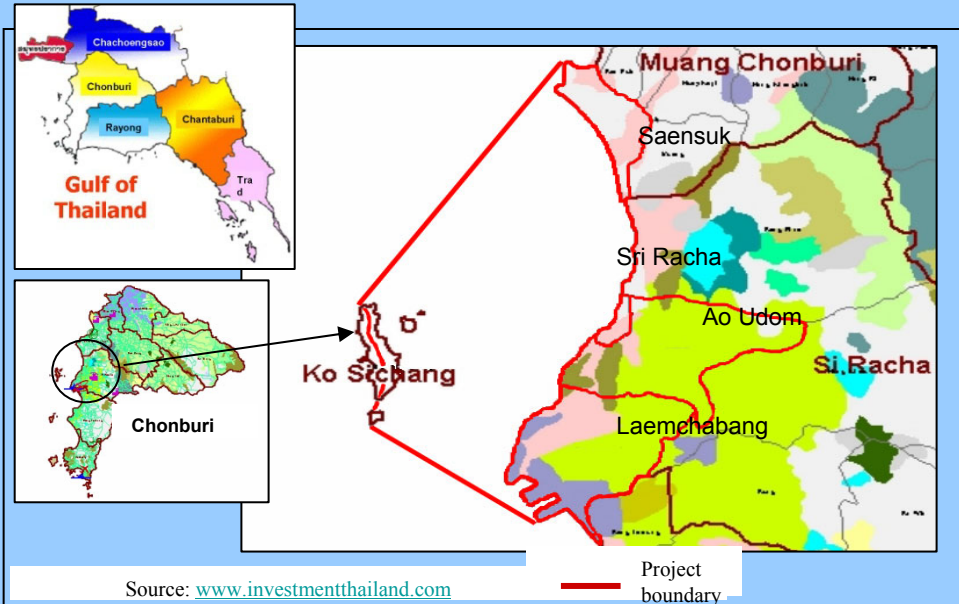 Chachoengsao
Chonburi
Rayong
Chantaburi
Gulf of
Thailand
Tra
d
Chonburi
Muang Chonburi
Saensuk
Sri Racha
Ao Udom
Si Racha
Ko Sichang
Laemchabang
Source: www.investmentthailand.com
Project
boundary